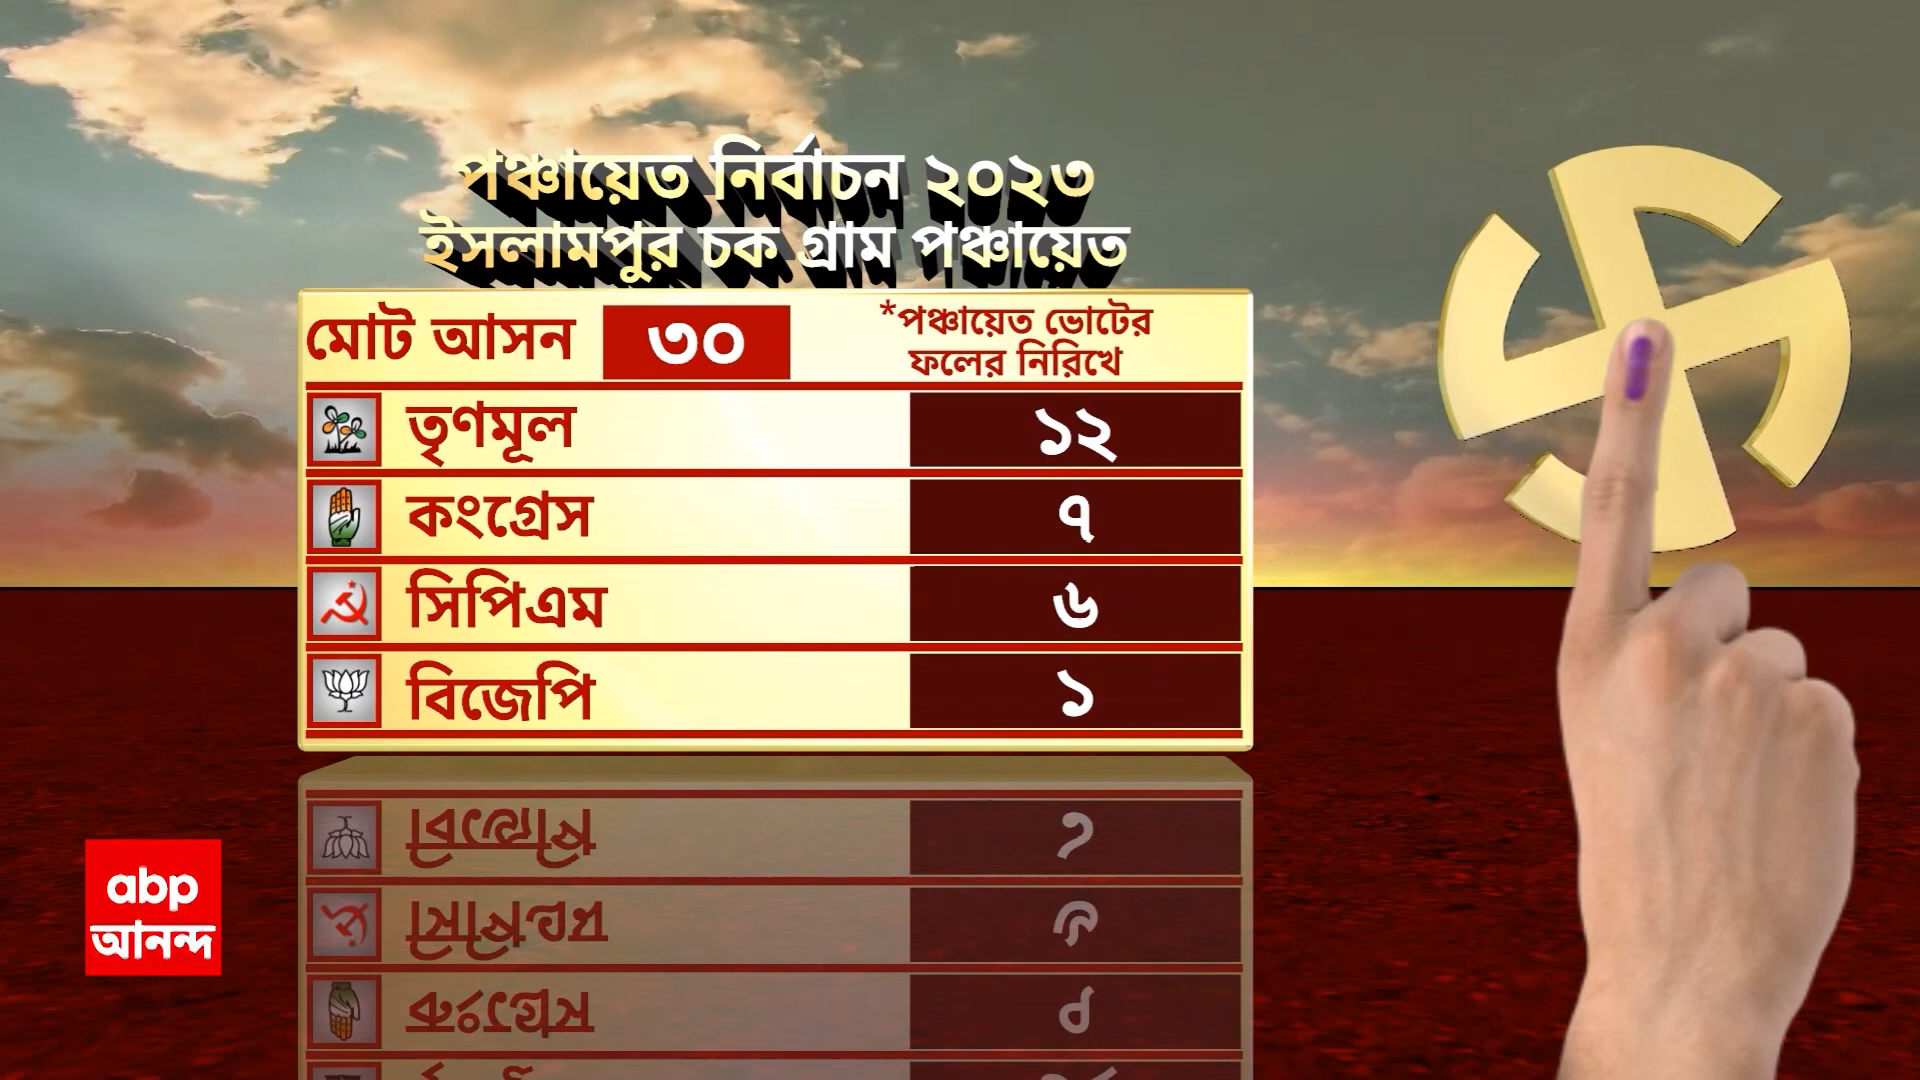 পঞ্চায়েত নির্বাচন ২০২৩
ইসলামপুর চক গ্রাম পঞ্চায়েত
মোট আসন ৩০
*পঞ্চায়েত ভোটের
ফলের নিরিখে
তৃণমূল ১২
কংগ্রেস ৭
সিপিএম ৬
বিজেপি ১
abp
আনন্দ